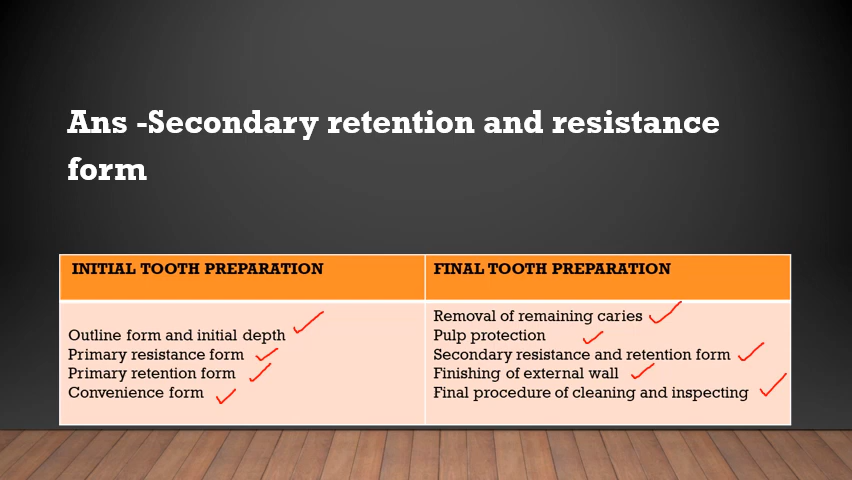 Ans -Secondary retention and resistance
form
INITIAL TOOTH PREPARATION
FINAL TOOTH PREPARATION
Outline form and initial depth
Primary resistance form
Primary retention form
Convenience form
Removal of remaining caries
Pulp protection
Secondary resistance and retention form
Finishing of external wall
Final procedure of cleaning and inspecting